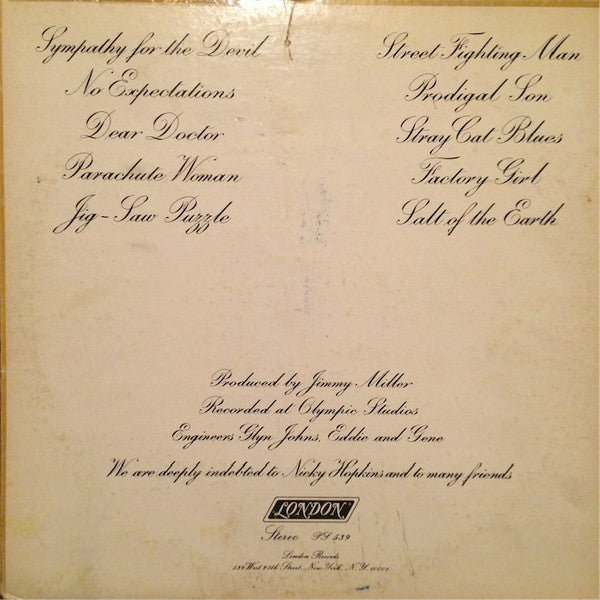 Sympathy for the Devil
No Expectations
Dear Doctor
Parachute Woman
Jig-Saw Puzzle
Street Fighting Man
Prodigal Son
Stray Cat Blues
Factory Girl
Salt of the Earth
Produced by Jimmy Miller
Recorded at Olympic Studios
Engineers Glyn Johns, Eddie and Gene
We are deeply indebted to Nicky Hopkins and to many friends
LONDON
Stereo PS 539
London Records
539 West 25th Street, New York, N.Y. 10001